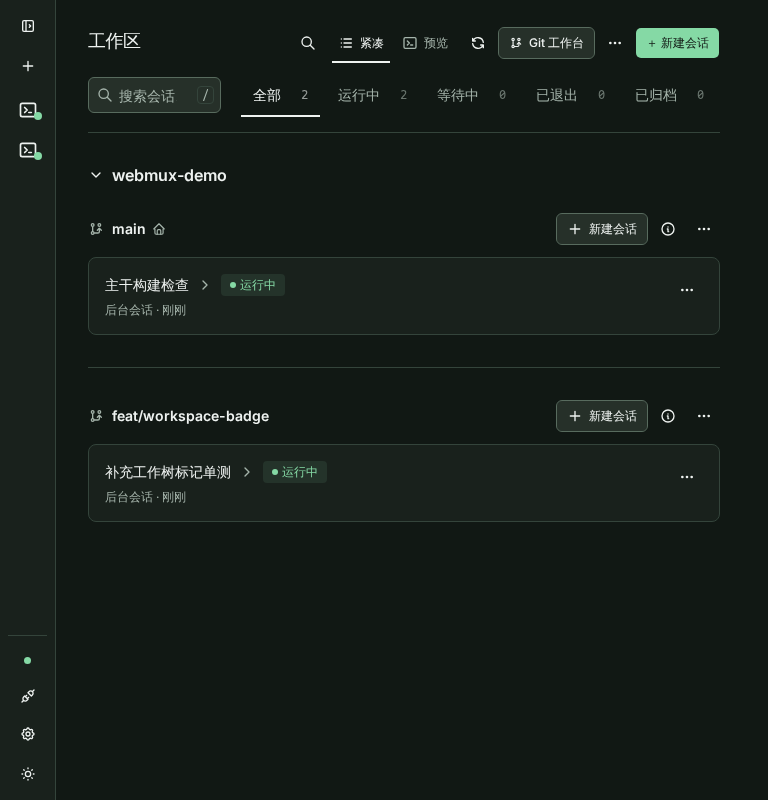 工作区
紧凑
预览
Git 工作台
+ 新建会话
搜索会话 /
全部 2
运行中 2
等待中 0
已退出 0
已归档 0
webmux-demo
main
新建会话
主干构建检查
运行中
后台会话 · 刚刚
feat/workspace-badge
新建会话
补充工作树标记单测
运行中
后台会话 · 刚刚